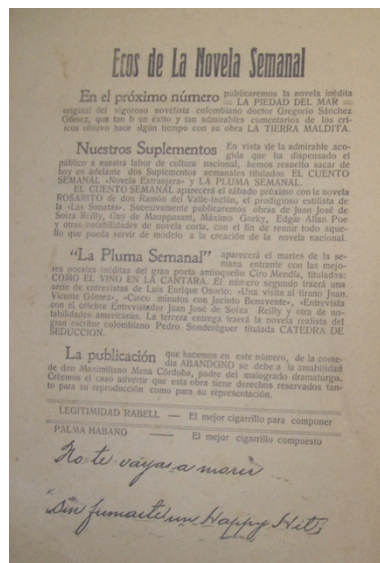 Ecos de La Novela Semanal
En el próximo número publicaremos la novela inédita
= LA PIEDAD DEL MAR =
original del vigoroso novelista colombiano doctor Gregorio Sánchez
Gómez, que tan b en éxito y tan admirables comentarios de los crí-
ticos obtuvo hace algún tiempo con su obra LA TIERRA MALDITA.
Nuestros Suplementos En vista de la admirable aco-
gida que ha dispensado el
público a nuestra labor de cultura nacional, hemos resuelto sacar de
hoy en adelante dos Suplementos semanales titulados EL CUENTO
SEMANAL «Novela Extranjera» y LA PLUMA SEMANAL.
EL CUENTO SEMANAL aparecerá el sábado próximo con la novela
ROSARITO de don Ramón del Valle-Inclán, el prodigioso estilista de
la «Las Sonatas». Sucesivamente publicaremos obras de Juan José de
Soiza Reilly, Guy de Maupassant, Máximo Gorky, Edgar Allan Poe
y otras notabilidades de novela corta, con el fin de reunir todo aque-
llo que pueda servir de modelo a la creación de la novela nacional.
"La Pluma Semanal" aparecerá el martes de la se-
mana entrante con las mejo-
res poesías inéditas del gran poeta antioqueño Ciro Mendía, tituladas:
COMO EL VINO EN LA CANTARA. El número segundo traerá una
serie de entrevistas de Luis Enrique Osorio: «Una visita al tirano Juan
Vicente Gómez», «Cinco minutos con Jacinto Benavente», «Entrevista
con el célebre Entrevistador Juan José de Soiza Reilly y otra de no-
tabilidades americanas. La tercera entrega traerá la novela realista del
gran escritor colombiano Pedro Sonderéguer titulada CATEDRA DE
SEDUCCION.
La publicación que hacemos en este número, de la come-
dia ABANDONO se debe a la amabilidad
de don Maximiliano Mesa Córdoba, padre del malogrado dramaturgo.
Creemos el caso advertir que esta obra tiene derechos reservados tan-
to para su reproducción como para su representación.
LEGITIMIDAD RABELL — El mejor cigarrillo para componer
PALMA HABANO — El mejor cigarrillo compuesto
No te vayas a morir
Sin fumarte un Happy Hit